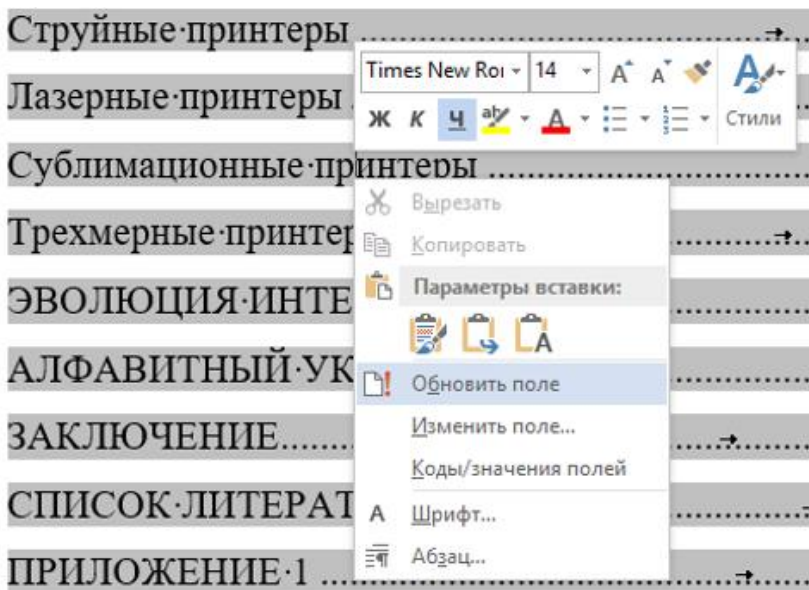 Струйные·принтеры
Times New Roı 14
Лазерные·принтеры
Ж К Ч Стили
Сублимационные·принтеры
Вырезать
Трехмерные·принтер
Копировать
Параметры вставки:
ЭВОЛЮЦИЯ·ИНТЕ
АЛФАВИТНЫЙ·УК
Обновить поле
Изменить поле...
ЗАКЛЮЧЕНИЕ
Коды/значения полей
СПИСОК·ЛИТЕРАТ
Шрифт...
Абзац...
ПРИЛОЖЕНИЕ·1